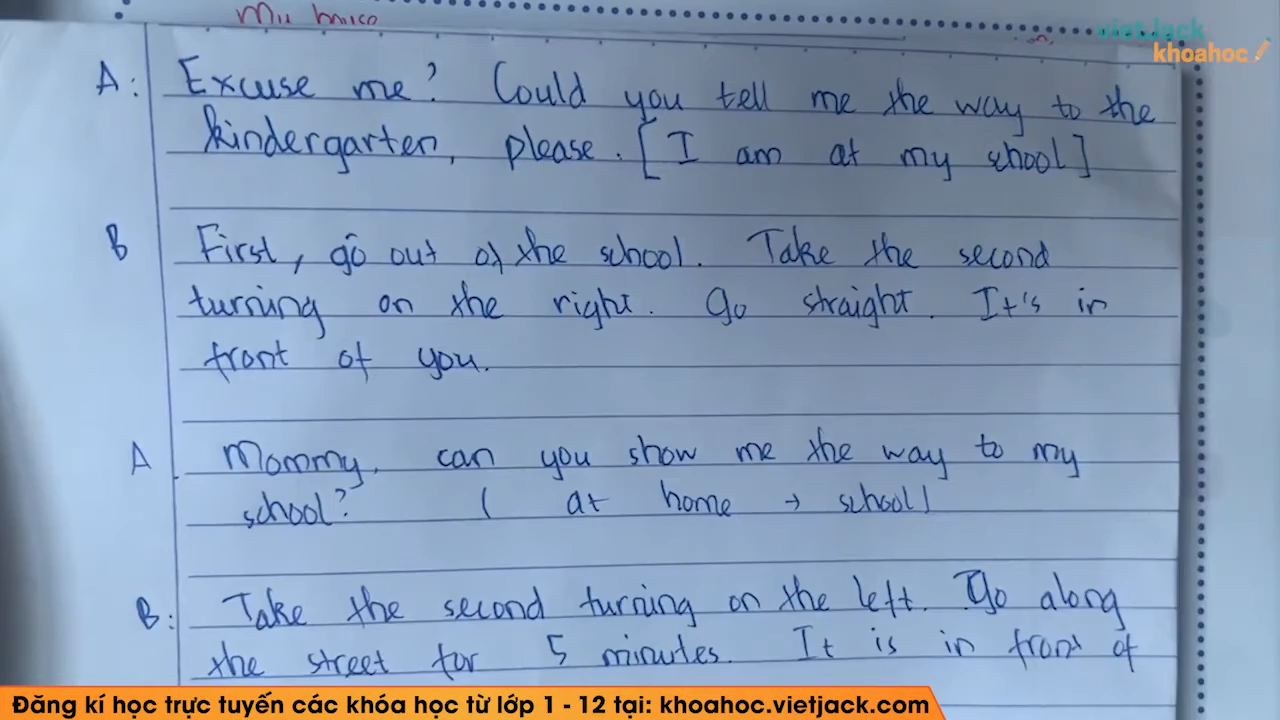 vietjack
khoahoc
A: Excuse me? Could you tell me the way to the
kindergarten, please. [I am at my school]
B First, go out of the school. Take the second
turning on the right. Go straight. It's in
front of you.
A Mommy, can you show me the way to my
school? ( at home → school)
B: Take the second turning on the left. Go along
the street for 5 minutes. It is in front of
Đăng kí học trực tuyến các khóa học từ lớp 1 - 12 tại: khoahoc.vietjack.com